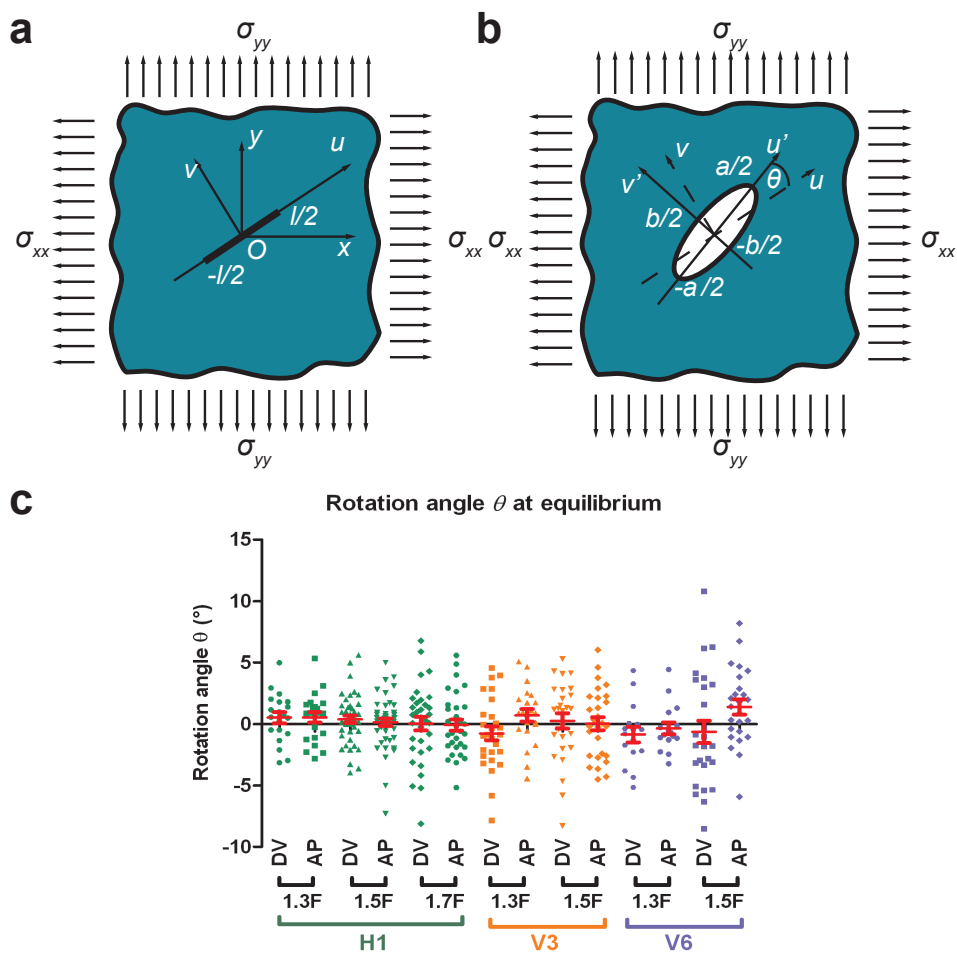 a
σyy
σxx
σxx
y
v
u
l/2
-l/2
O
x
σyy
b
σyy
σxx
σxx
v
u'
v'
a/2
θ
u
b/2
-b/2
-a/2
σyy
c
Rotation angle θ at equilibrium
Rotation angle θ (°)
15
10
5
0
-5
-10
DV AP DV AP DV AP DV AP DV AP DV AP DV AP
1.3F 1.5F 1.7F 1.3F 1.5F 1.3F 1.5F
H1 V3 V6